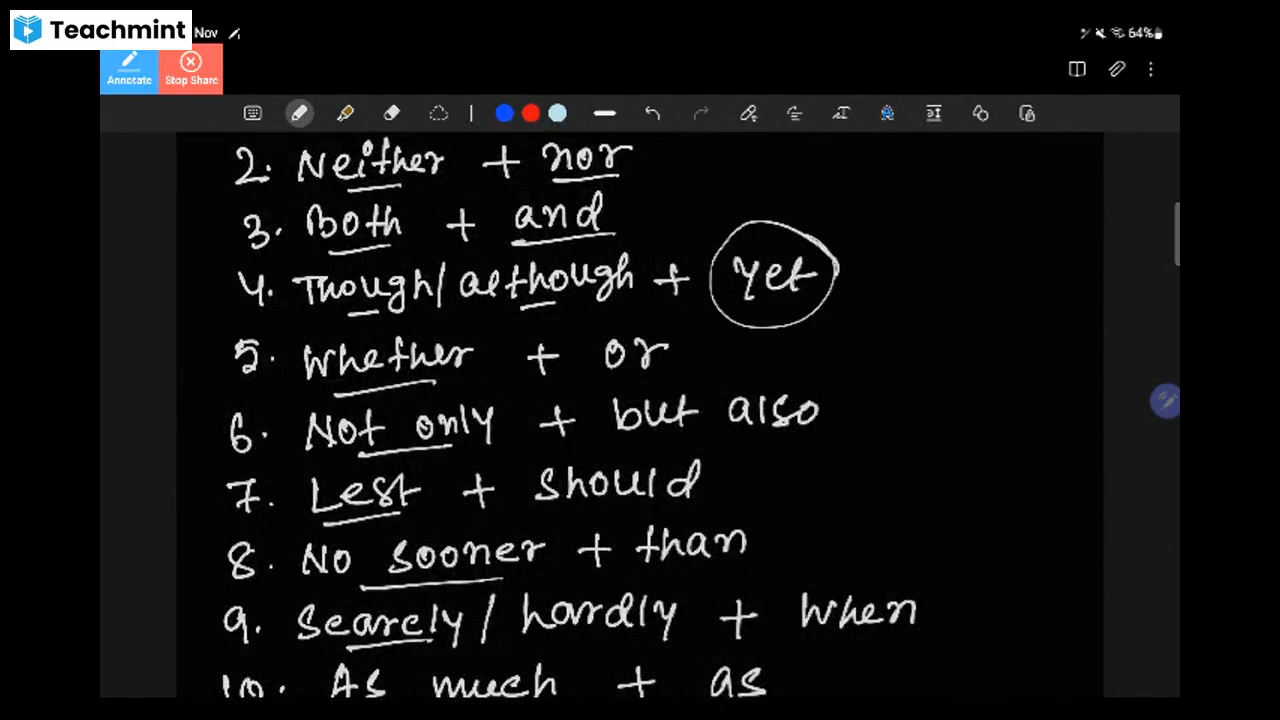 Teachmint
Nov
64%
Annotate
Stop Share
2. Neither + nor
3. Both + and
4. Though/although + Yet
5. Whether + or
6. Not only + but also
7. Lest + should
8. No sooner + than
9. Scarcely/hardly + when
10. As much + as